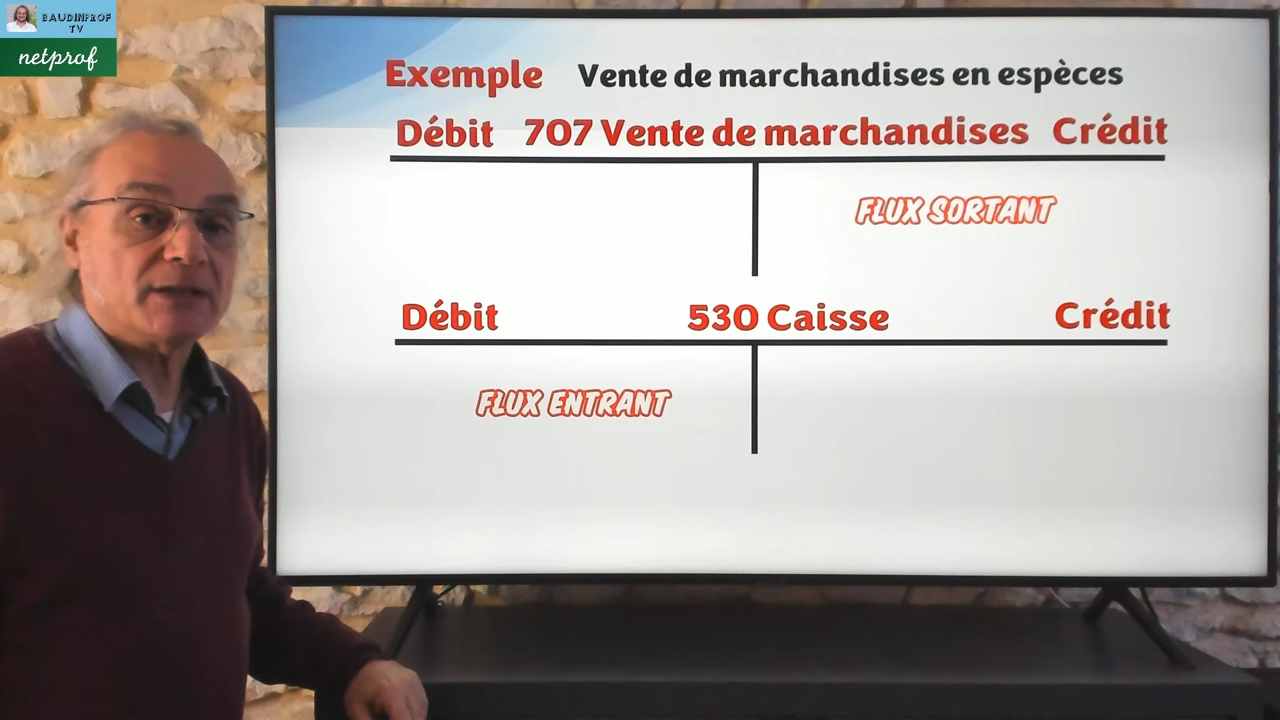 BAUDINPROF
TV
netprof
Exemple Vente de marchandises en espèces
Débit 707 Vente de marchandises Crédit
FLUX SORTANT
Débit 530 Caisse Crédit
FLUX ENTRANT